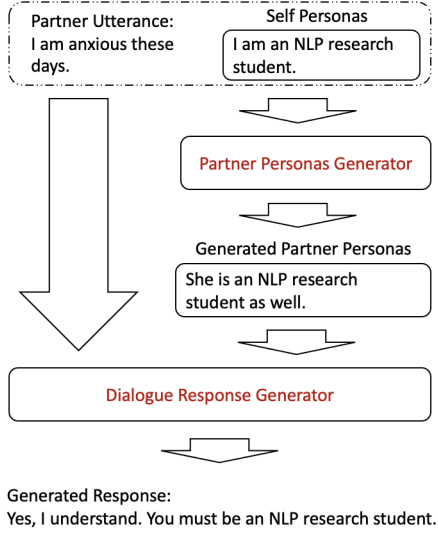 Partner Utterance:
I am anxious these
days.
Self Personas
I am an NLP research
student.
Partner Personas Generator
Generated Partner Personas
She is an NLP research
student as well.
Dialogue Response Generator
Generated Response:
Yes, I understand. You must be an NLP research student.